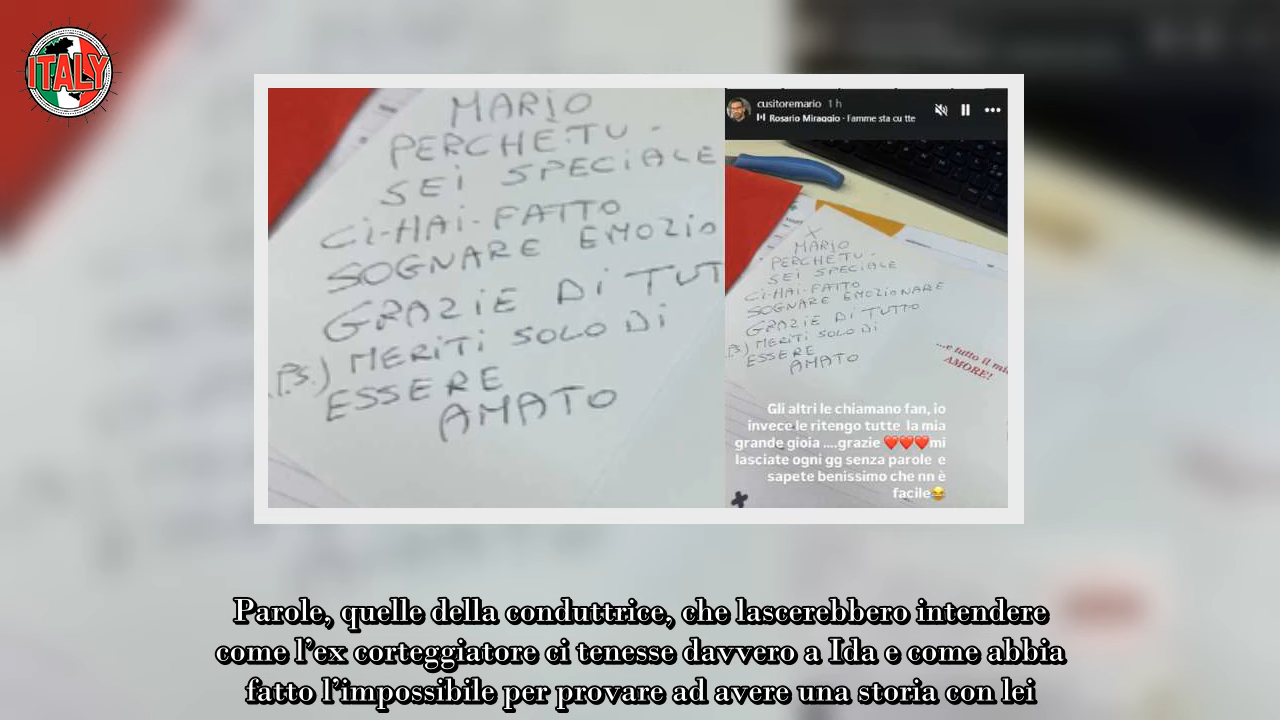 ITALY
MARIO
PERCHE. TU -
SEI SPECIALE
CI-HAI-FATTO
SOGNARE EMOZIO
GRAZIE DI TUT
(P.S.) MERITI SOLO DI
ESSERE
AMATO
cusitoremario 1 h
Rosario Miraggio - Famme sta cu tte
X
MARIO
PERCHE TU -
SEI SPECIALE
CI-HAI-FATTO
SOGNARE EMOZIONARE
GRAZIE DI TUTTO
MERITI SOLO DI
ESSERE
AMATO
...e tutto il mi
AMORE!
Gli altri le chiamano fan, io
invece le ritengo tutte la mia
grande gioia ....grazie ❤️❤️❤️mi
lasciate ogni gg senza parole e
sapete benissimo che nn è
facile😂
Parole, quelle della conduttrice, che lascerebbero intendere
come l'ex corteggiatore ci tenesse davvero a Ida e come abbia
fatto l'impossibile per provare ad avere una storia con lei